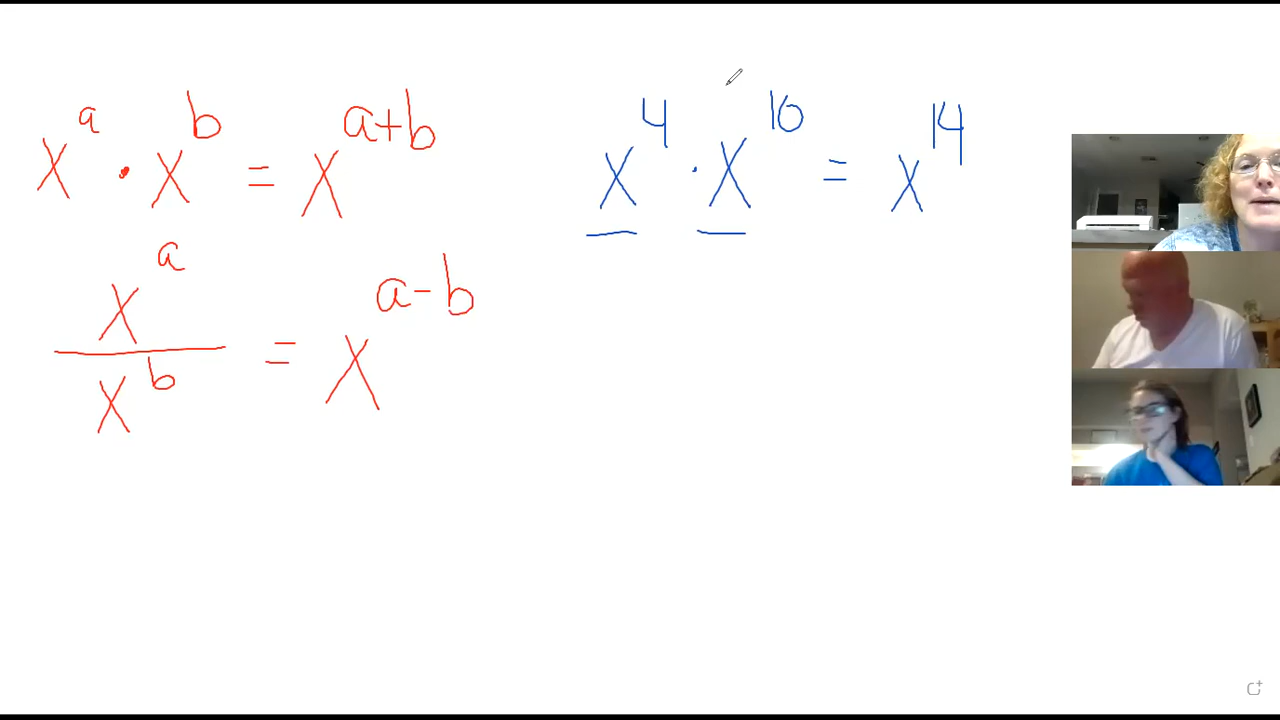 x^a · x^b = x^{a+b}
x^4 · x^{10} = x^{14}
x^a / x^b = x^{a-b}